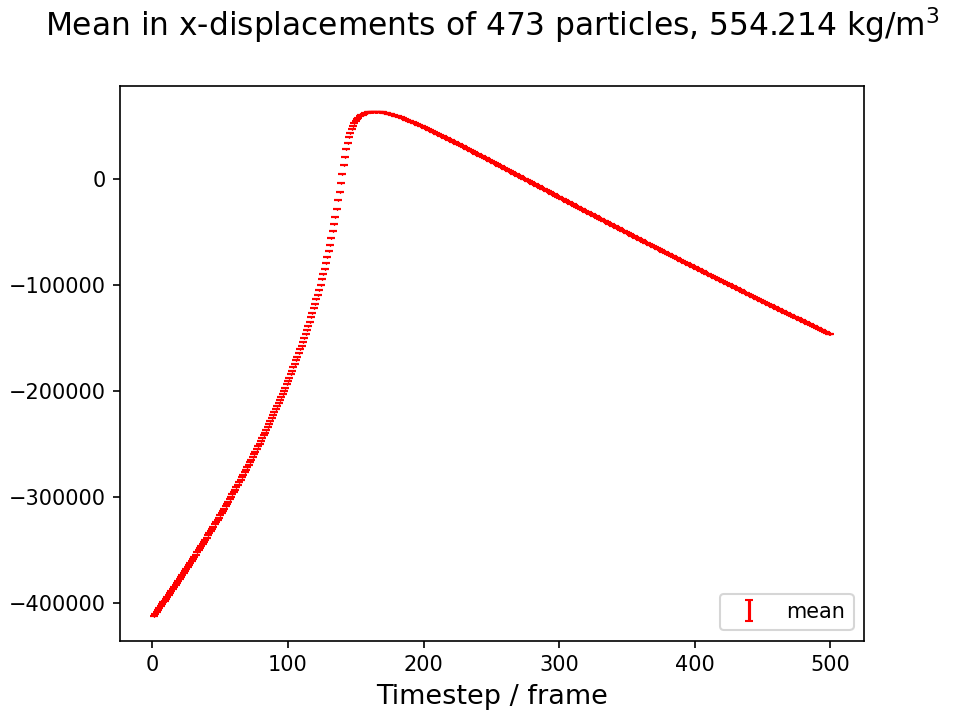 Mean in x-displacements of 473 particles, 554.214 kg/m³
0
−100000
−200000
−300000
−400000
mean
0 100 200 300 400 500
Timestep / frame